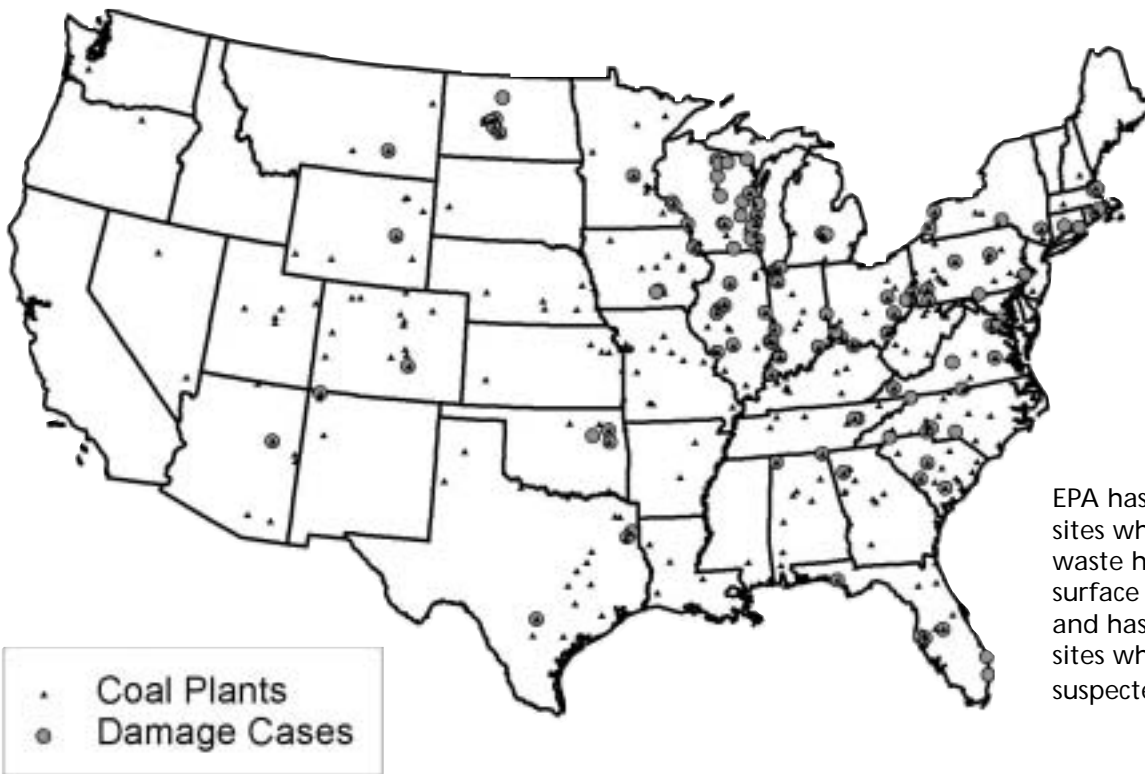 EPA has
sites wh
waste h
surface
and has
sites wh
suspecte
Coal Plants
Damage Cases